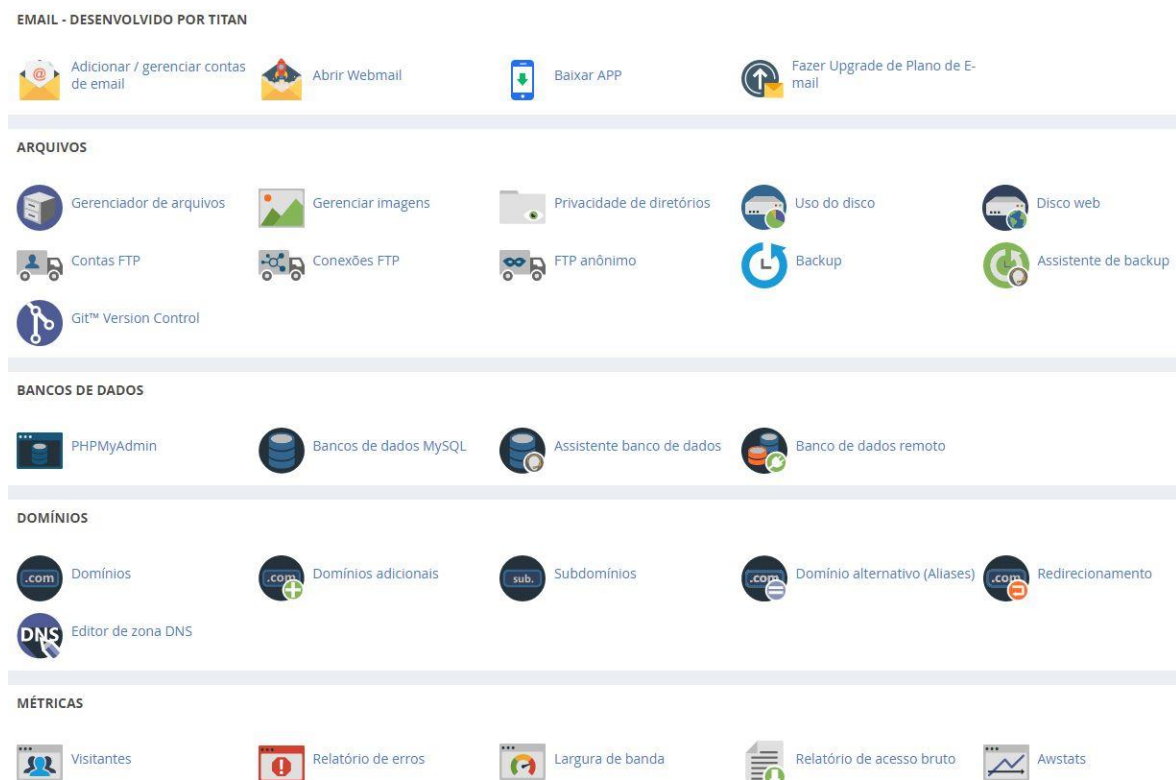 EMAIL - DESENVOLVIDO POR TITAN
Adicionar / gerenciar contas
de email
Abrir Webmail
Baixar APP
Fazer Upgrade de Plano de E-
mail
ARQUIVOS
Gerenciador de arquivos
Gerenciar imagens
Privacidade de diretórios
Uso do disco
Disco web
Contas FTP
Conexões FTP
FTP anônimo
Backup
Assistente de backup
Git™ Version Control
BANCOS DE DADOS
PHPMyAdmin
Bancos de dados MySQL
Assistente banco de dados
Banco de dados remoto
DOMÍNIOS
.com
Domínios
.com
Domínios adicionais
sub.
Subdomínios
.com
Domínio alternativo (Aliases)
.com
Redirecionamento
DNS
Editor de zona DNS
MÉTRICAS
Visitantes
Relatório de erros
Largura de banda
Relatório de acesso bruto
Awstats